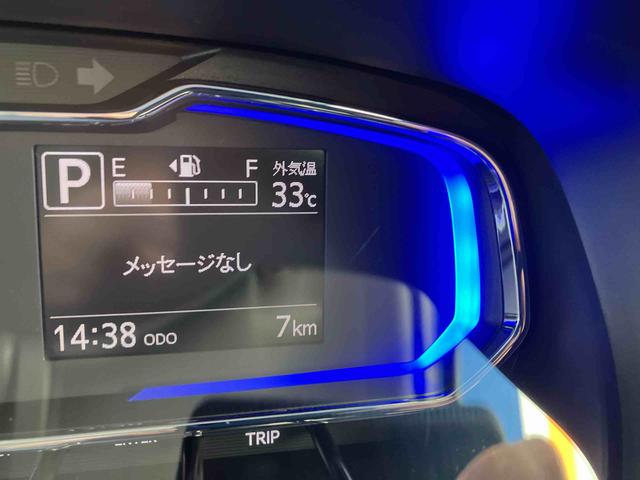 P
E F 外気温
33℃
メッセージなし
14:38 ODO 7km
TRIP